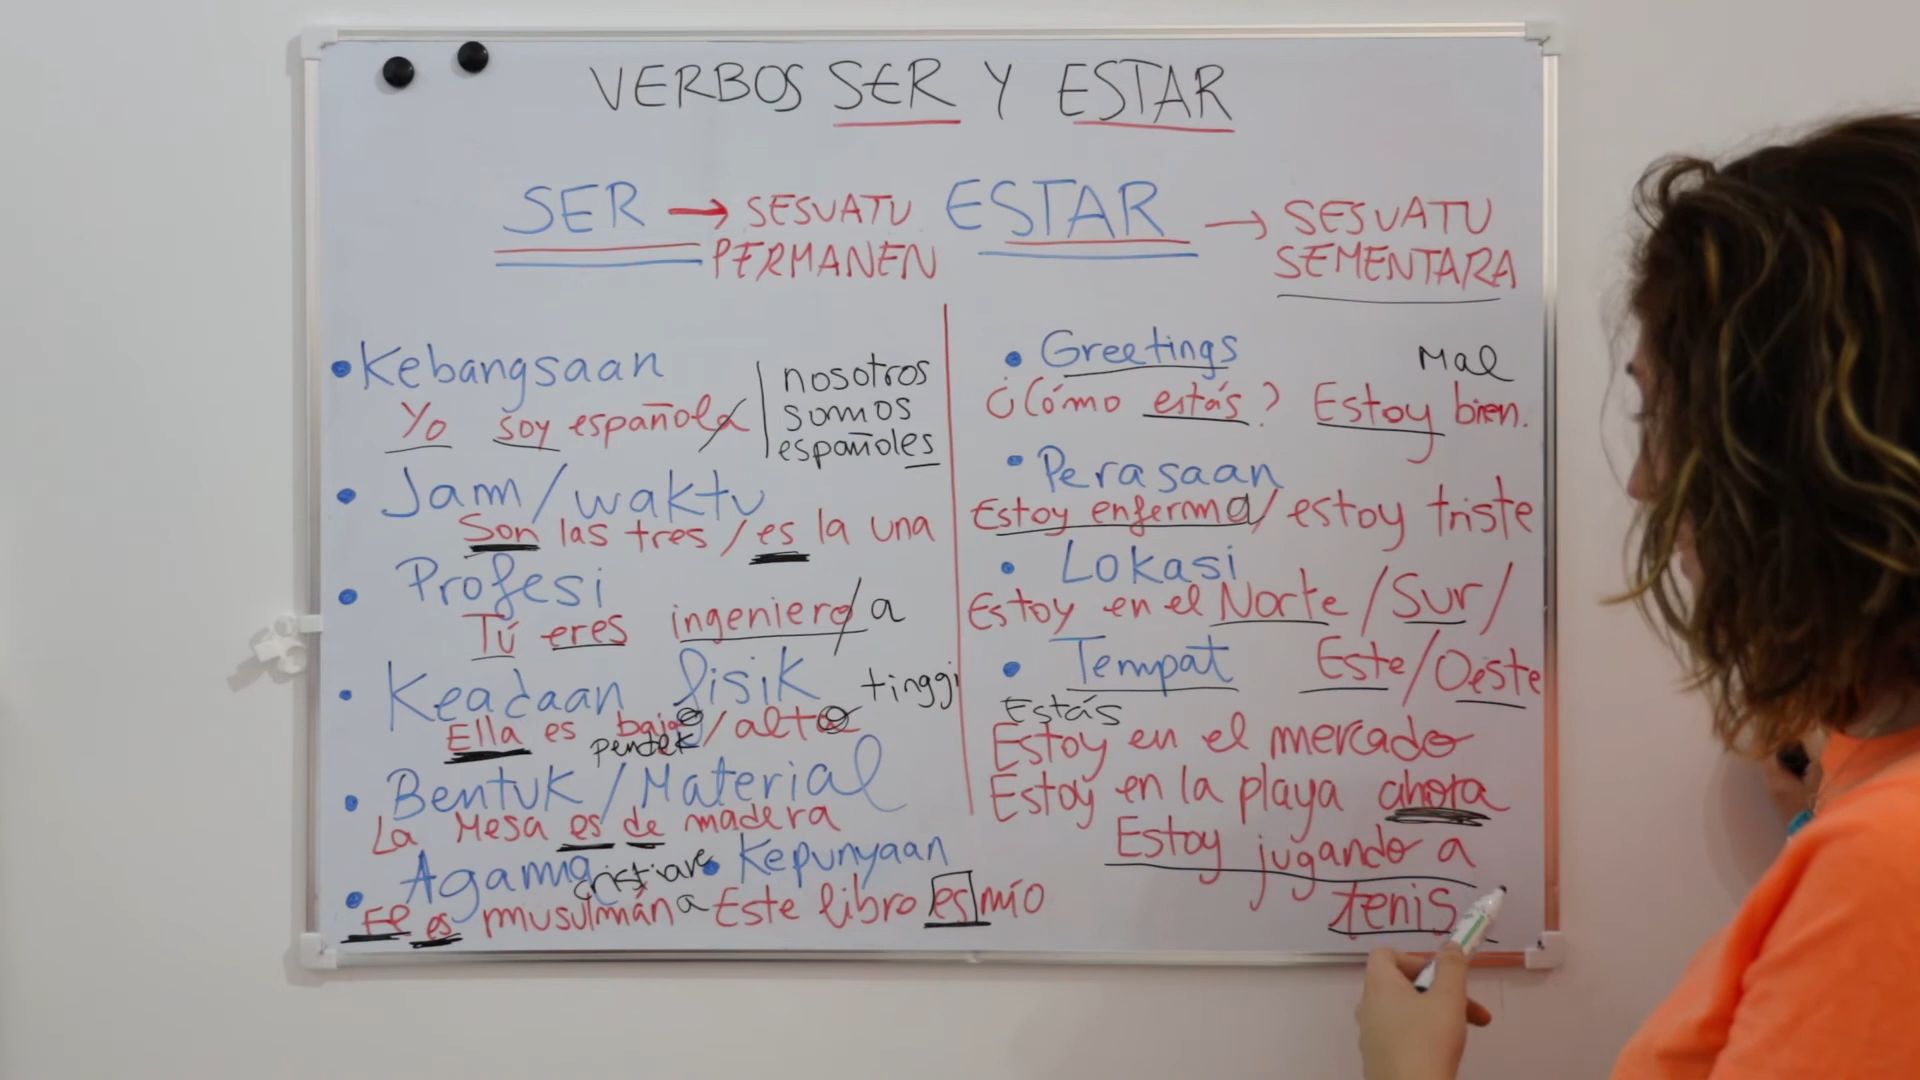 VERBOS SER Y ESTAR
SER → SESUATU
PERMANEN
• Kebangsaan
Yo soy española
nosotros
somos
españoles
• Jam/waktu
Son las tres / es la una
• Profesi
Tú eres ingeniero/a
• Keadaan fisik
tinggi
Ella es bajo/alto
pendek
• Bentuk/Material
La Mesa es de madera
• Agama
• Kepunyaan
El es musulmán a
Este libro es mío
ESTAR → SESUATU
SEMENTARA
• Greetings
Mal
¿Cómo estás? Estoy bien.
• Perasaan
Estoy enferma/estoy triste
• Lokasi
Estoy en el Norte/Sur/
Este/Oeste
• Tempat
Estás
Estoy en el mercado
Estoy en la playa ahora
Estoy jugando a
tenis